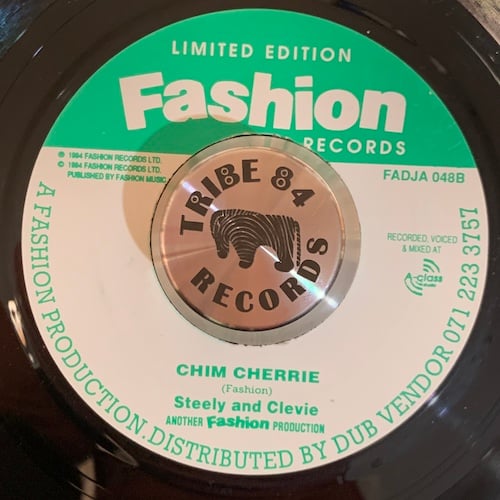 LIMITED EDITION
Fashion
RECORDS
℗ 1994 FASHION RECORDS LTD.
© 1994 FASHION RECORDS LTD.
PUBLISHED BY FASHION MUSIC
FADJA 048B
RECORDED, VOICED
& MIXED AT
A-class
TRIBE 84
RECORDS
CHIM CHERRIE
(Fashion)
Steely and Clevie
ANOTHER Fashion PRODUCTION
A FASHION PRODUCTION. DISTRIBUTED BY DUB VENDOR 071 223 3757